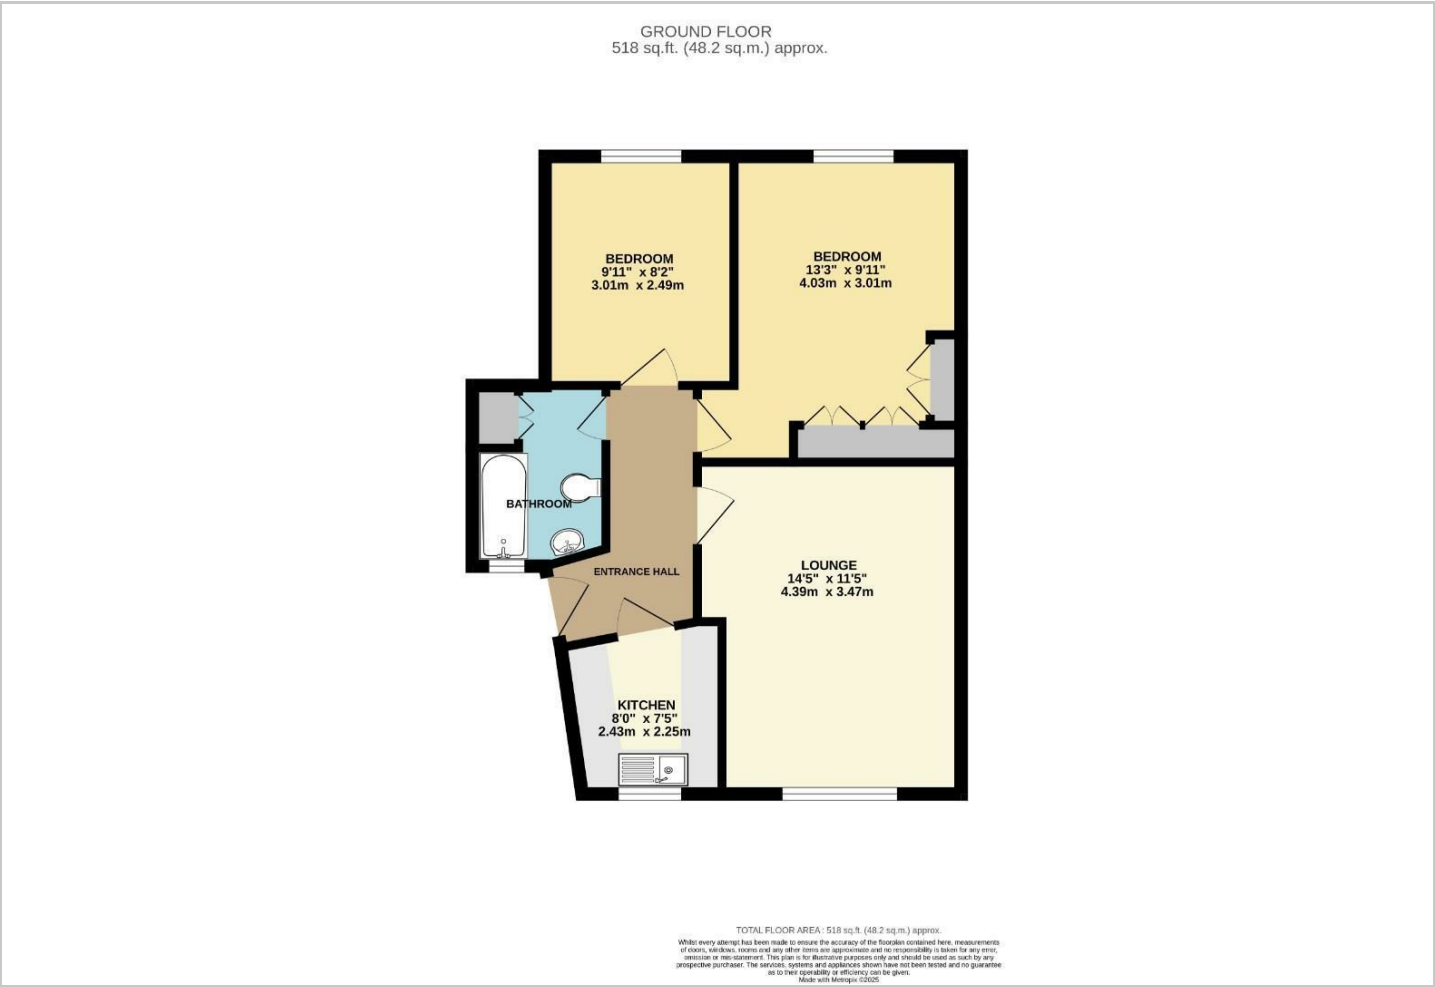 GROUND FLOOR
518 sq.ft. (48.2 sq.m.) approx.
BEDROOM
9'11" x 8'2"
3.01m x 2.49m
BEDROOM
13'3" x 9'11"
4.03m x 3.01m
BATHROOM
ENTRANCE HALL
LOUNGE
14'5" x 11'5"
4.39m x 3.47m
KITCHEN
8'0" x 7'5"
2.43m x 2.25m
TOTAL FLOOR AREA : 518 sq.ft. (48.2 sq.m.) approx.
Whilst every attempt has been made to ensure the accuracy of the floorplan contained here, measurements
of doors, windows, rooms and any other items are approximate and no responsibility is taken for any error,
omission or mis-statement. This plan is for illustrative purposes only and should be used as such by any
prospective purchaser. The services, systems and appliances shown have not been tested and no guarantee
as to their operability or efficiency can be given.
Made with Metropix ©2025